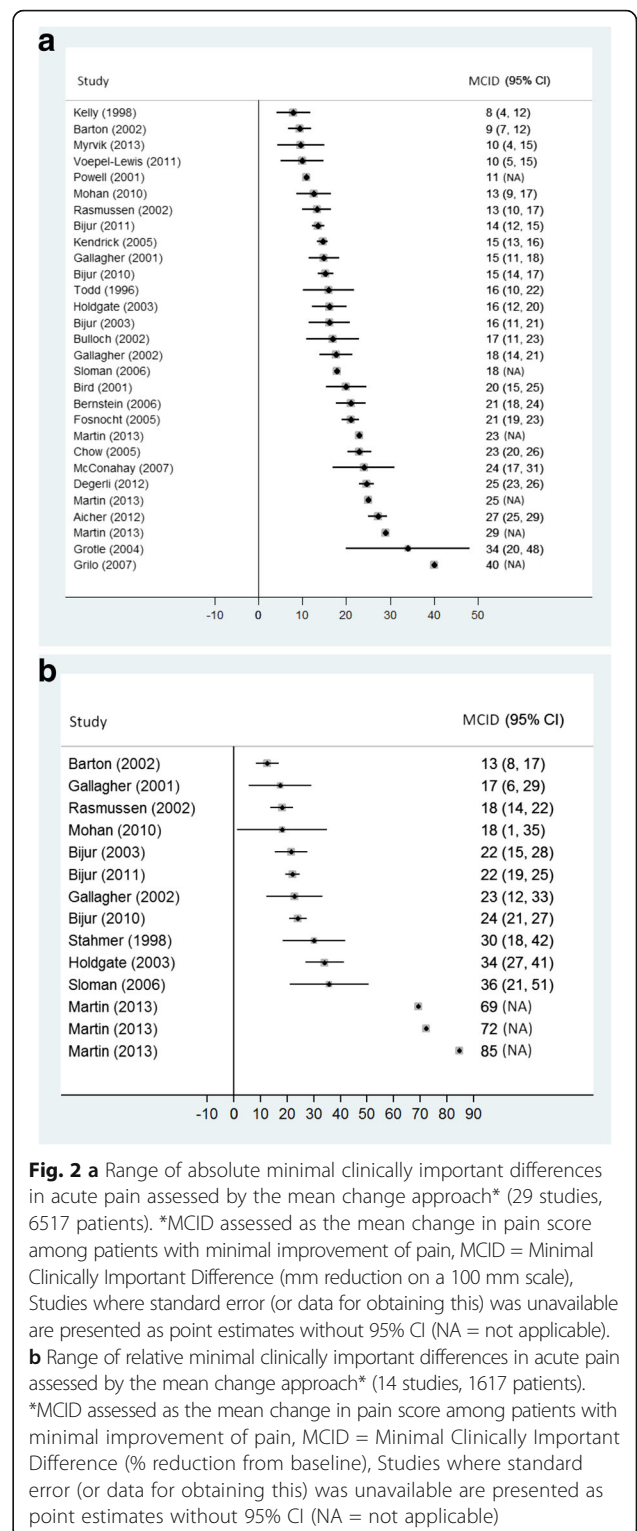 a
Study MCID (95% CI)
Kelly (1998) 8 (4, 12)
Barton (2002) 9 (7, 12)
Myrvik (2013) 10 (4, 15)
Voepel-Lewis (2011) 10 (5, 15)
Powell (2001) 11 (NA)
Mohan (2010) 13 (9, 17)
Rasmussen (2002) 13 (10, 17)
Bijur (2011) 14 (12, 15)
Kendrick (2005) 15 (13, 16)
Gallagher (2001) 15 (11, 18)
Bijur (2010) 15 (14, 17)
Todd (1996) 16 (10, 22)
Holdgate (2003) 16 (12, 20)
Bijur (2003) 16 (11, 21)
Bulloch (2002) 17 (11, 23)
Gallagher (2002) 18 (14, 21)
Sloman (2006) 18 (NA)
Bird (2001) 20 (15, 25)
Bernstein (2006) 21 (18, 24)
Fosnocht (2005) 21 (19, 23)
Martin (2013) 23 (NA)
Chow (2005) 23 (20, 26)
McConahay (2007) 24 (17, 31)
Degerli (2012) 25 (23, 26)
Martin (2013) 25 (NA)
Aicher (2012) 27 (25, 29)
Martin (2013) 29 (NA)
Grotle (2004) 34 (20, 48)
Grilo (2007) 40 (NA)
-10 0 10 20 30 40 50
b
Study MCID (95% CI)
Barton (2002) 13 (8, 17)
Gallagher (2001) 17 (6, 29)
Rasmussen (2002) 18 (14, 22)
Mohan (2010) 18 (1, 35)
Bijur (2003) 22 (15, 28)
Bijur (2011) 22 (19, 25)
Gallagher (2002) 23 (12, 33)
Bijur (2010) 24 (21, 27)
Stahmer (1998) 30 (18, 42)
Holdgate (2003) 34 (27, 41)
Sloman (2006) 36 (21, 51)
Martin (2013) 69 (NA)
Martin (2013) 72 (NA)
Martin (2013) 85 (NA)
-10 0 10 20 30 40 50 60 70 80 90
Fig. 2 a Range of absolute minimal clinically important differences
in acute pain assessed by the mean change approach* (29 studies,
6517 patients). *MCID assessed as the mean change in pain score
among patients with minimal improvement of pain, MCID = Minimal
Clinically Important Difference (mm reduction on a 100 mm scale),
Studies where standard error (or data for obtaining this) was unavailable
are presented as point estimates without 95% CI (NA = not applicable).
b Range of relative minimal clinically important differences in acute pain
assessed by the mean change approach* (14 studies, 1617 patients).
*MCID assessed as the mean change in pain score among patients with
minimal improvement of pain, MCID = Minimal Clinically Important
Difference (% reduction from baseline), Studies where standard
error (or data for obtaining this) was unavailable are presented as
point estimates without 95% CI (NA = not applicable)